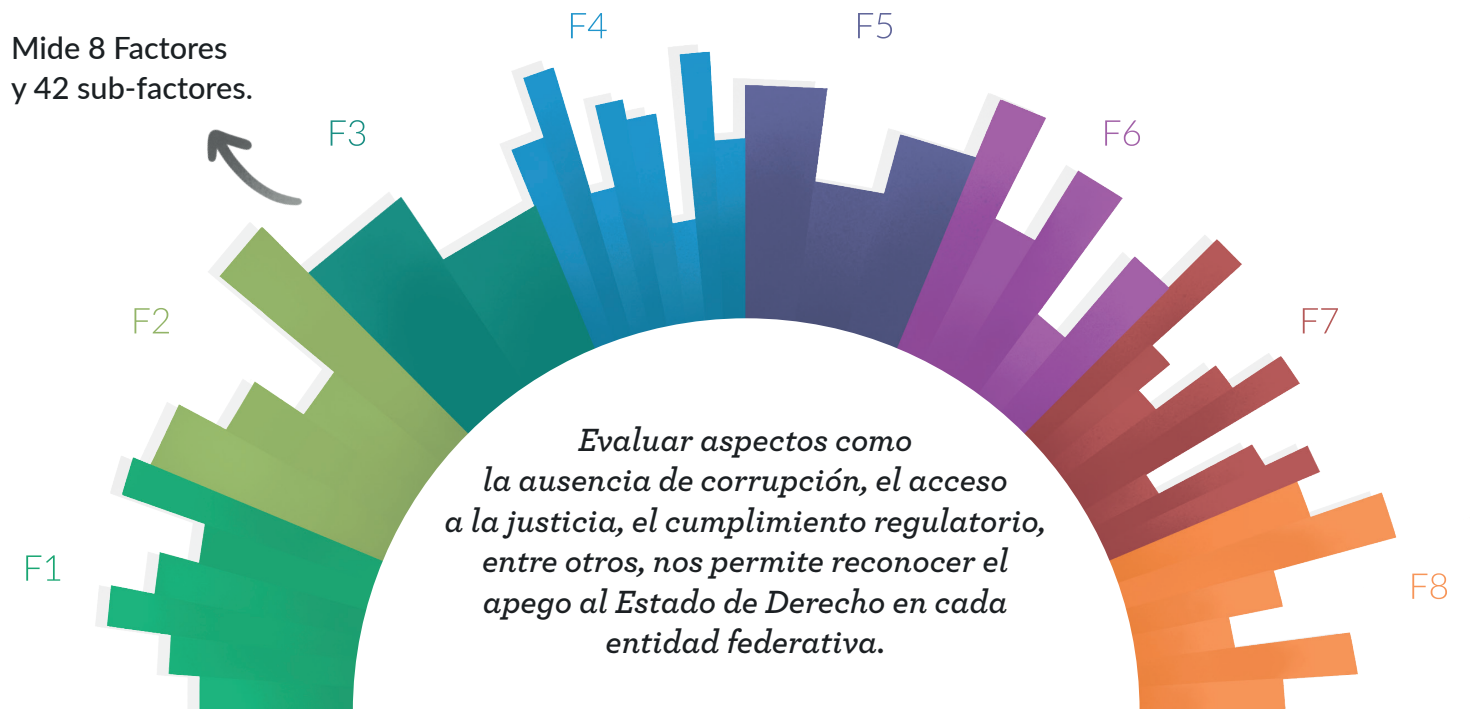 Mide 8 Factores
y 42 sub-factores.
F1
F2
F3
F4
F5
F6
F7
F8
Evaluar aspectos como
la ausencia de corrupción, el acceso
a la justicia, el cumplimiento regulatorio,
entre otros, nos permite reconocer el
apego al Estado de Derecho en cada
entidad federativa.